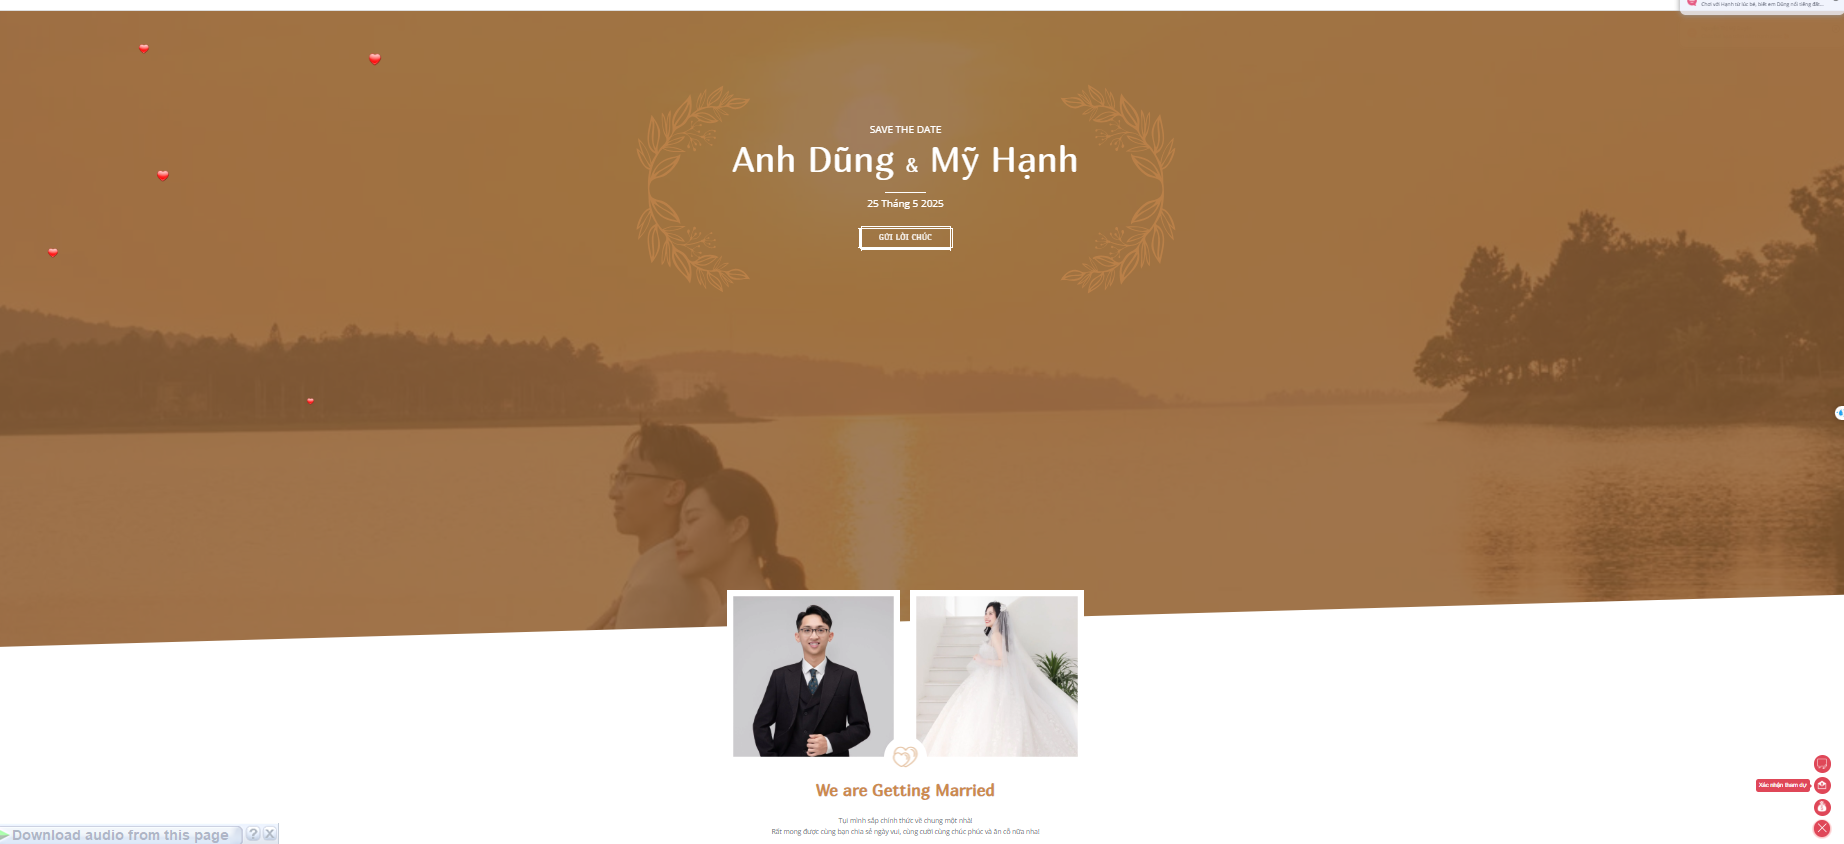 Chơi với Hạnh từ lúc bé, biết em Dũng nổi tiếng đất...
SAVE THE DATE
Anh Dũng & Mỹ Hạnh
25 Tháng 5 2025
GỬI LỜI CHÚC
We are Getting Married
Xác nhận tham dự
Tụi mình sắp chính thức về chung một nhà!
Rất mong được cùng bạn chia sẻ ngày vui, cùng cười cùng chúc phúc và ăn cỗ nữa nha!
Download audio from this page ? X